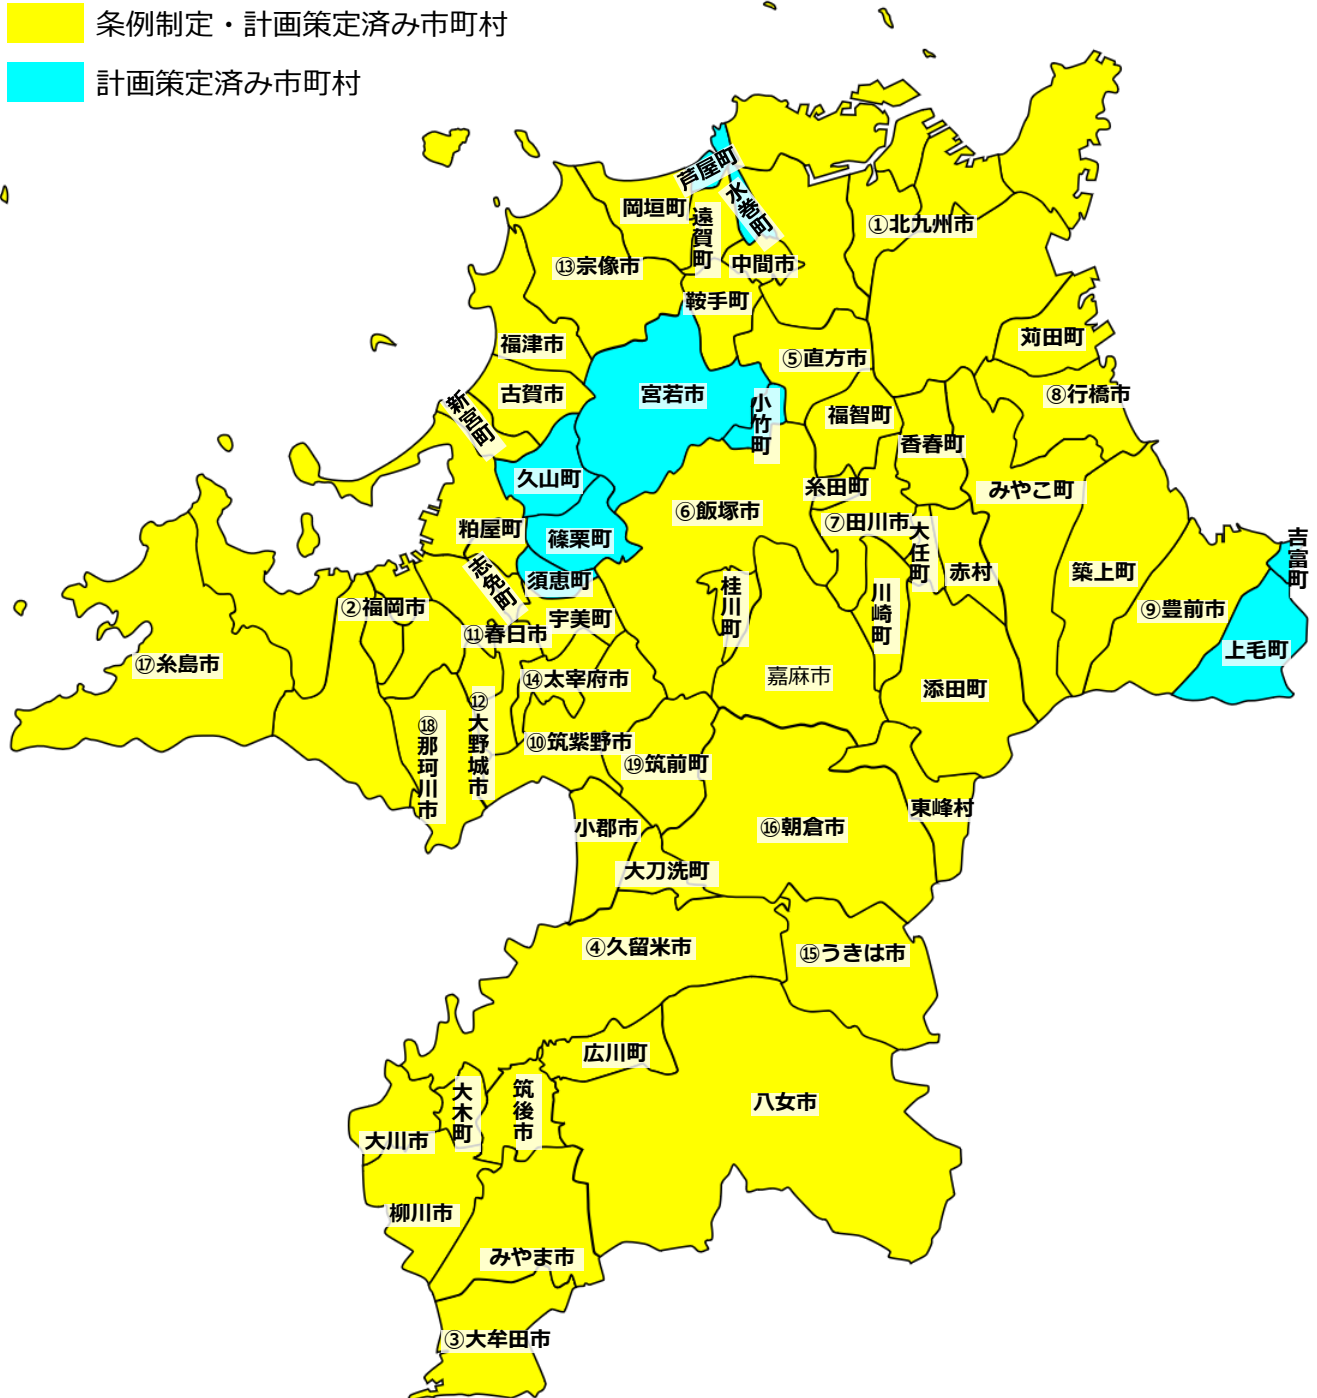 条例制定・計画策定済み市町村
計画策定済み市町村
芦屋町
水巻町
岡垣町
遠賀町
①北九州市
⑬宗像市
中間市
鞍手町
苅田町
福津市
⑤直方市
古賀市
宮若市
⑧行橋市
新宮町
小竹町
福智町
香春町
久山町
糸田町
みやこ町
⑥飯塚市
⑦田川市
粕屋町
篠栗町
大任町
吉富町
志免町
須恵町
桂川町
赤村
築上町
②福岡市
宇美町
川崎町
⑨豊前市
⑪春日市
⑰糸島市
上毛町
⑭太宰府市
嘉麻市
添田町
⑱那珂川市
⑫大野城市
⑩筑紫野市
⑲筑前町
東峰村
小郡市
⑯朝倉市
大刀洗町
④久留米市
⑮うきは市
広川町
大木町
筑後市
八女市
大川市
柳川市
みやま市
③大牟田市